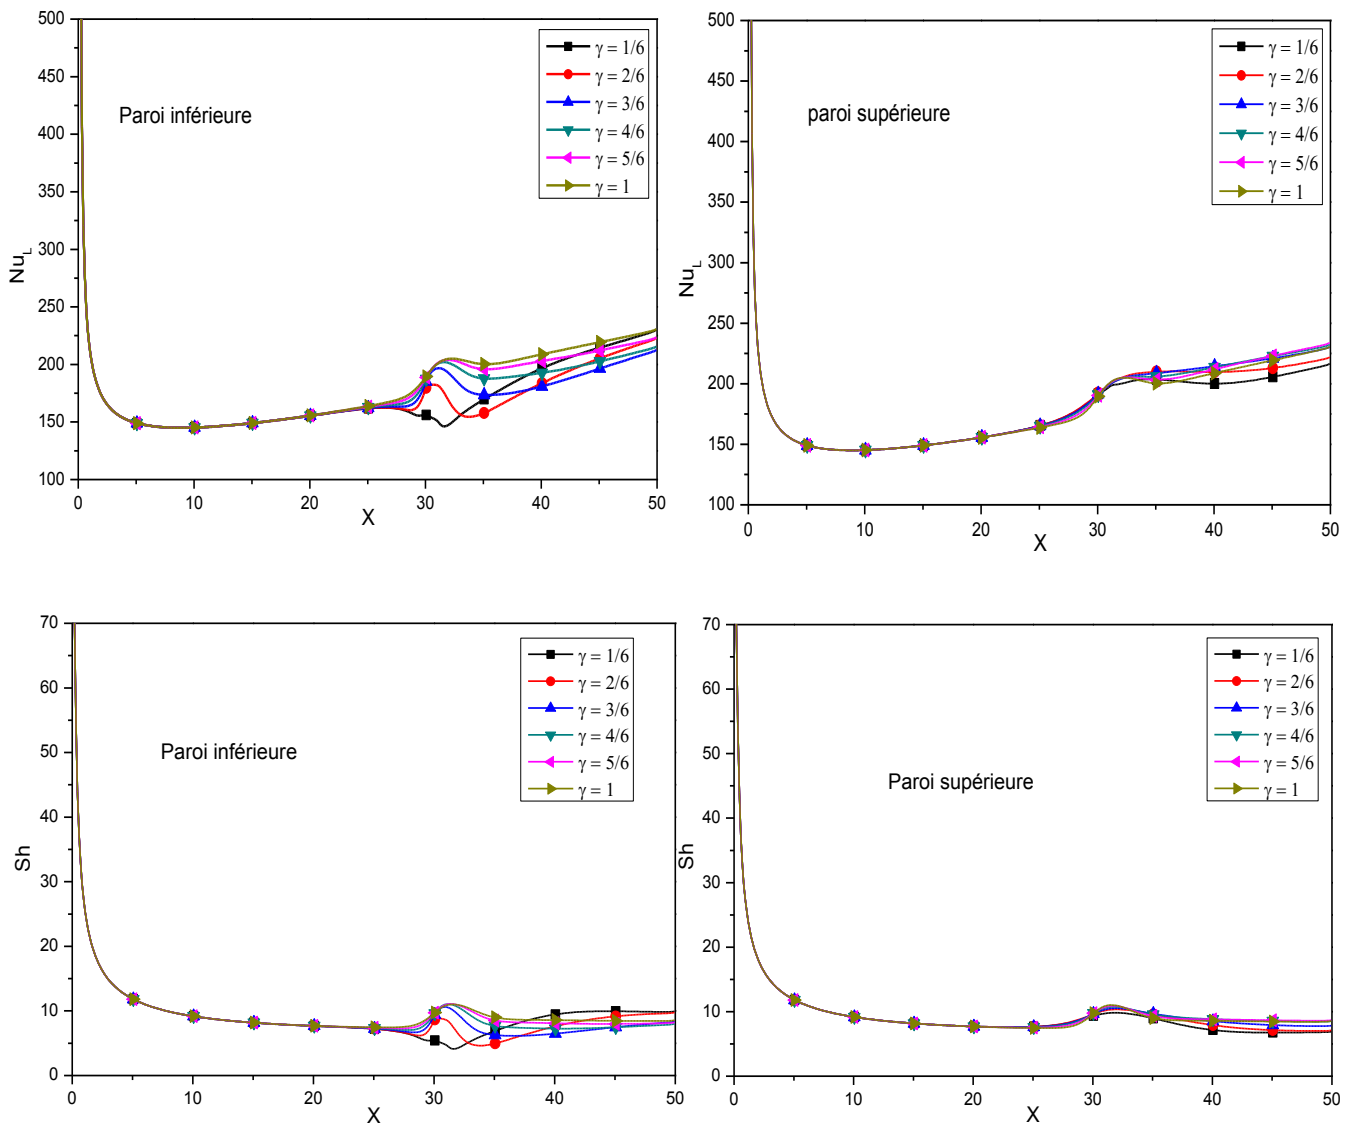 500
450
400
350
300
250
200
150
100
0
10
20
30
40
50
Nu_L
X
Paroi inférieure
γ = 1/6
γ = 2/6
γ = 3/6
γ = 4/6
γ = 5/6
γ = 1
500
450
400
350
300
250
200
150
100
0
10
20
30
40
50
Nu_L
X
paroi supérieure
γ = 1/6
γ = 2/6
γ = 3/6
γ = 4/6
γ = 5/6
γ = 1
70
60
50
40
30
20
10
0
0
10
20
30
40
50
Sh
X
Paroi inférieure
γ = 1/6
γ = 2/6
γ = 3/6
γ = 4/6
γ = 5/6
γ = 1
70
60
50
40
30
20
10
0
0
10
20
30
40
50
Sh
X
Paroi supérieure
γ = 1/6
γ = 2/6
γ = 3/6
γ = 4/6
γ = 5/6
γ = 1